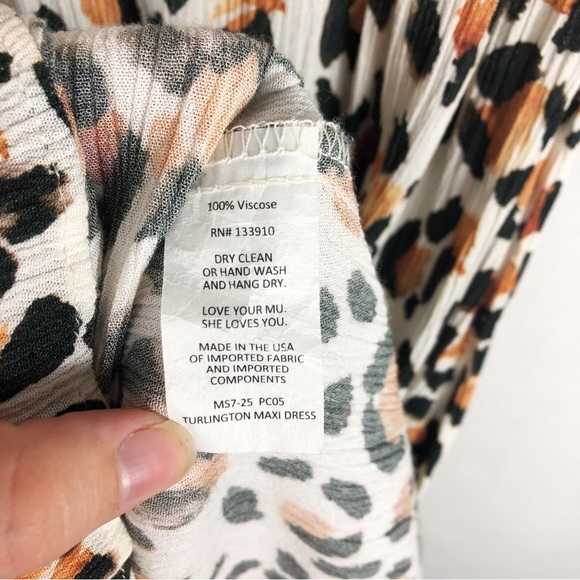 100% Viscose
RN# 133910
DRY CLEAN
OR HAND WASH
AND HANG DRY.
LOVE YOUR MU.
SHE LOVES YOU.
MADE IN THE USA
OF IMPORTED FABRIC
AND IMPORTED
COMPONENTS
MS7-25 PC05
TURLINGTON MAXI DRESS